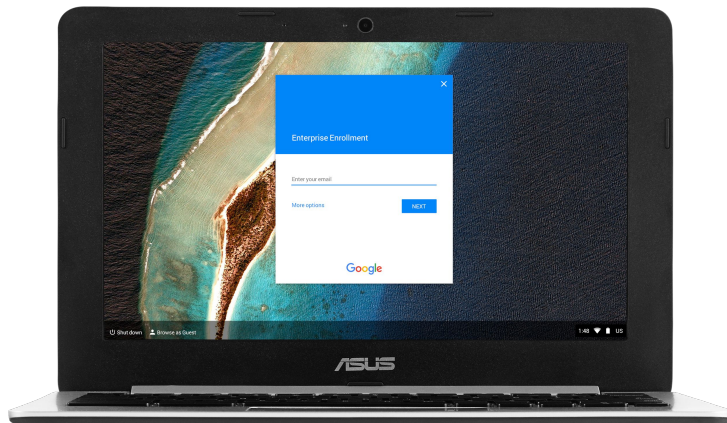 Enterprise Enrollment
Enter your email
More options
NEXT
Google
Shut down
Browse as Guest
1:48
US
ASUS